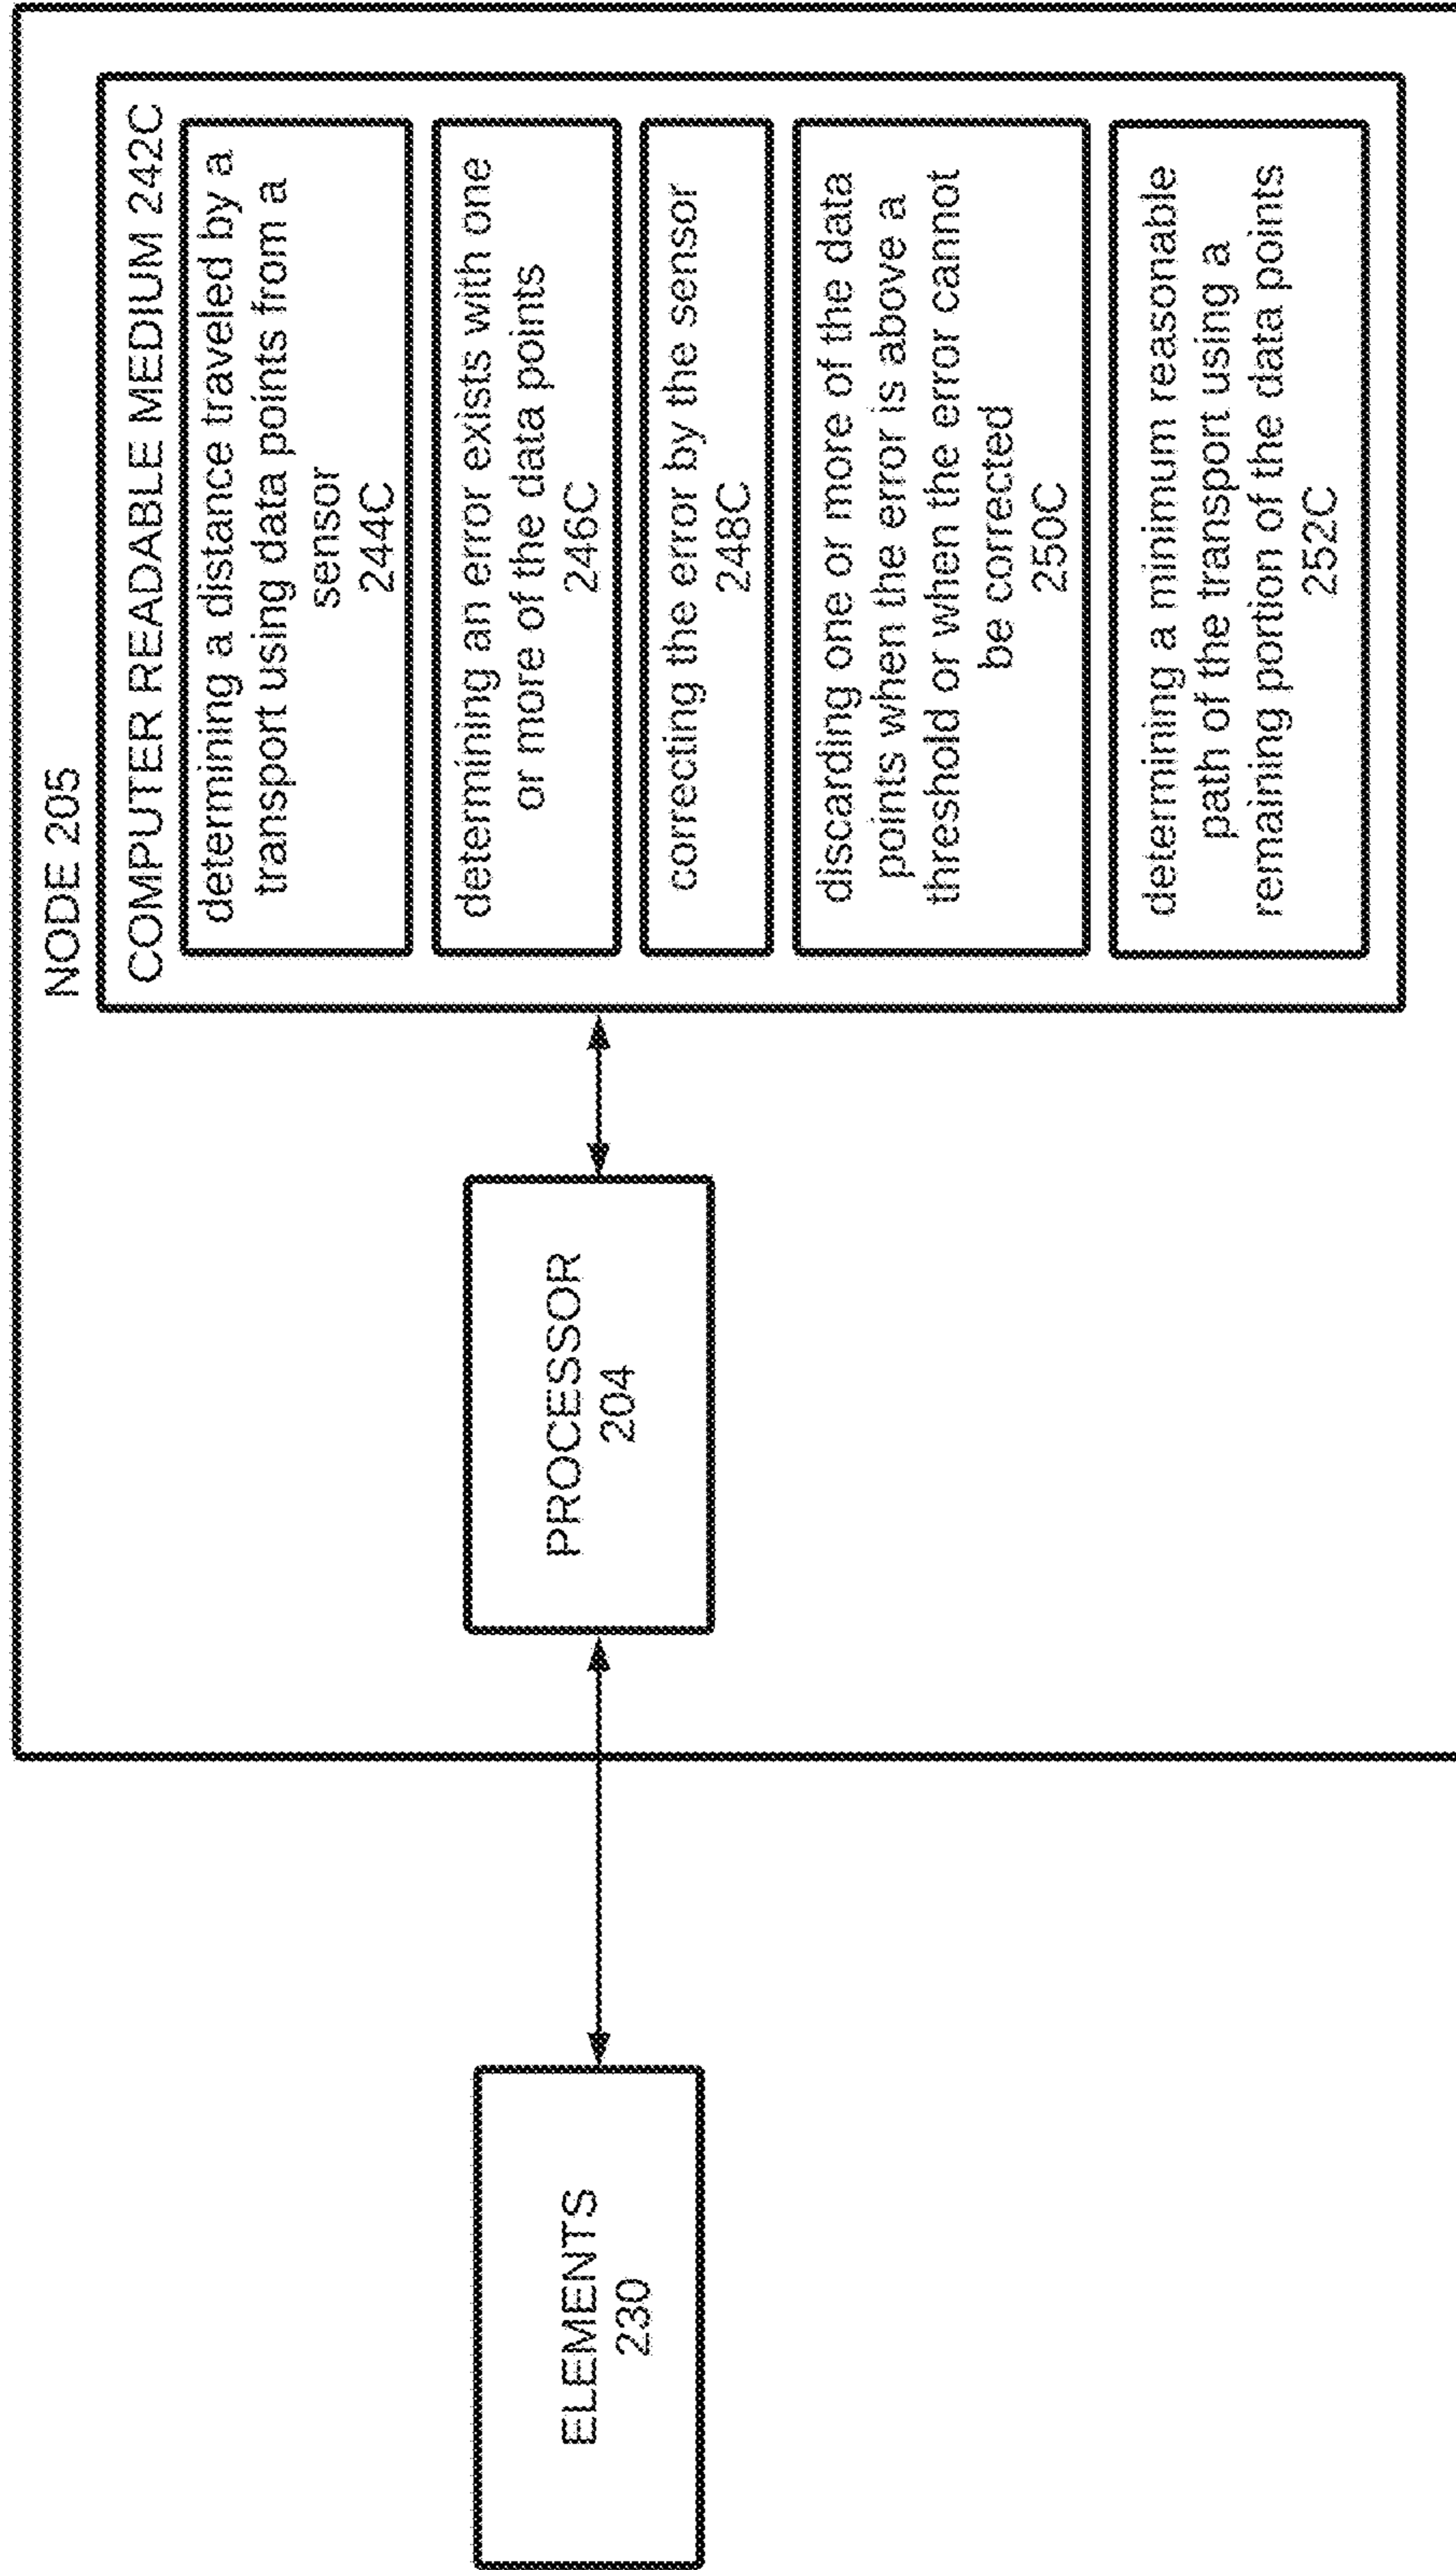 NODE 205
COMPUTER READABLE MEDIUM 242C
determining a distance traveled by a
transport using data points from a
sensor
244C
determining an error exists with one
or more of the data points
246C
correcting the error by the sensor
248C
discarding one or more of the data
points when the error is above a
threshold or when the error cannot
be corrected
250C
determining a minimum reasonable
path of the transport using a
remaining portion of the data points
252C
PROCESSOR
204
ELEMENTS
230